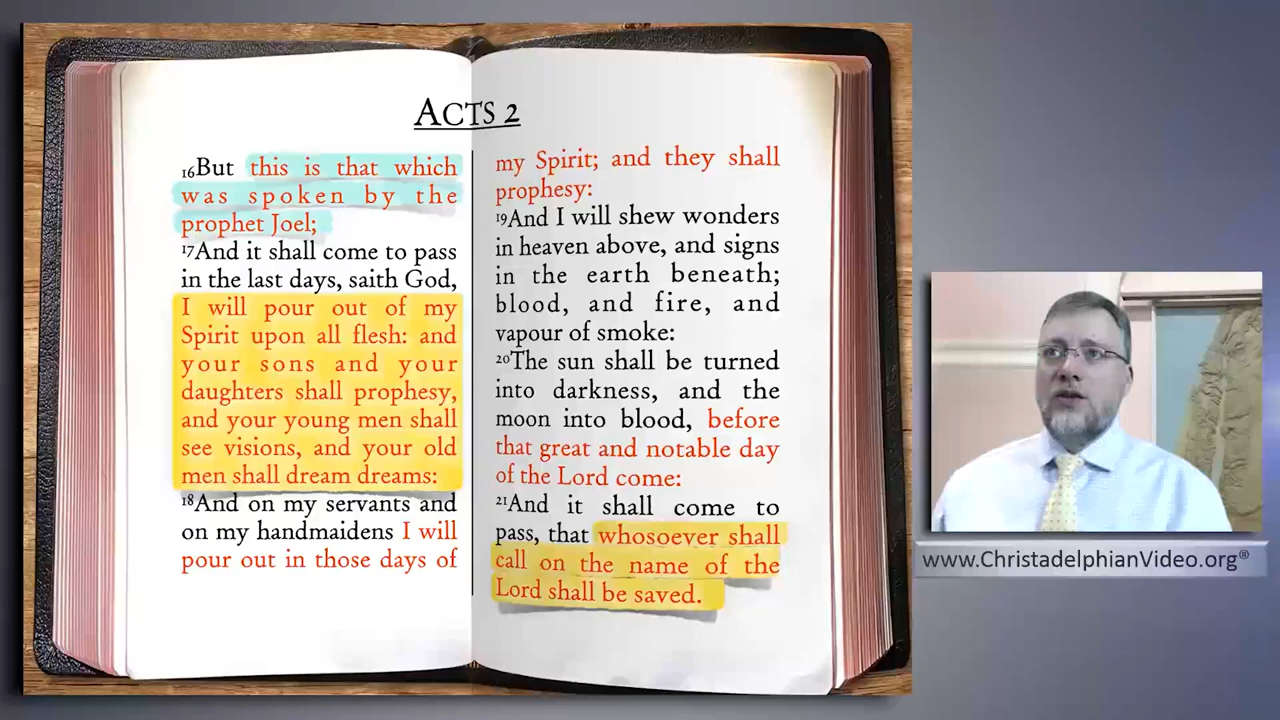 ACTS 2
16But this is that which
was spoken by the
prophet Joel;
17And it shall come to pass
in the last days, saith God,
I will pour out of my
Spirit upon all flesh: and
your sons and your
daughters shall prophesy,
and your young men shall
see visions, and your old
men shall dream dreams:
18And on my servants and
on my handmaidens I will
pour out in those days of
my Spirit; and they shall
prophesy:
19And I will shew wonders
in heaven above, and signs
in the earth beneath;
blood, and fire, and
vapour of smoke:
20The sun shall be turned
into darkness, and the
moon into blood, before
that great and notable day
of the Lord come:
21And it shall come to
pass, that whosoever shall
call on the name of the
Lord shall be saved.
www.ChristadelphianVideo.org®